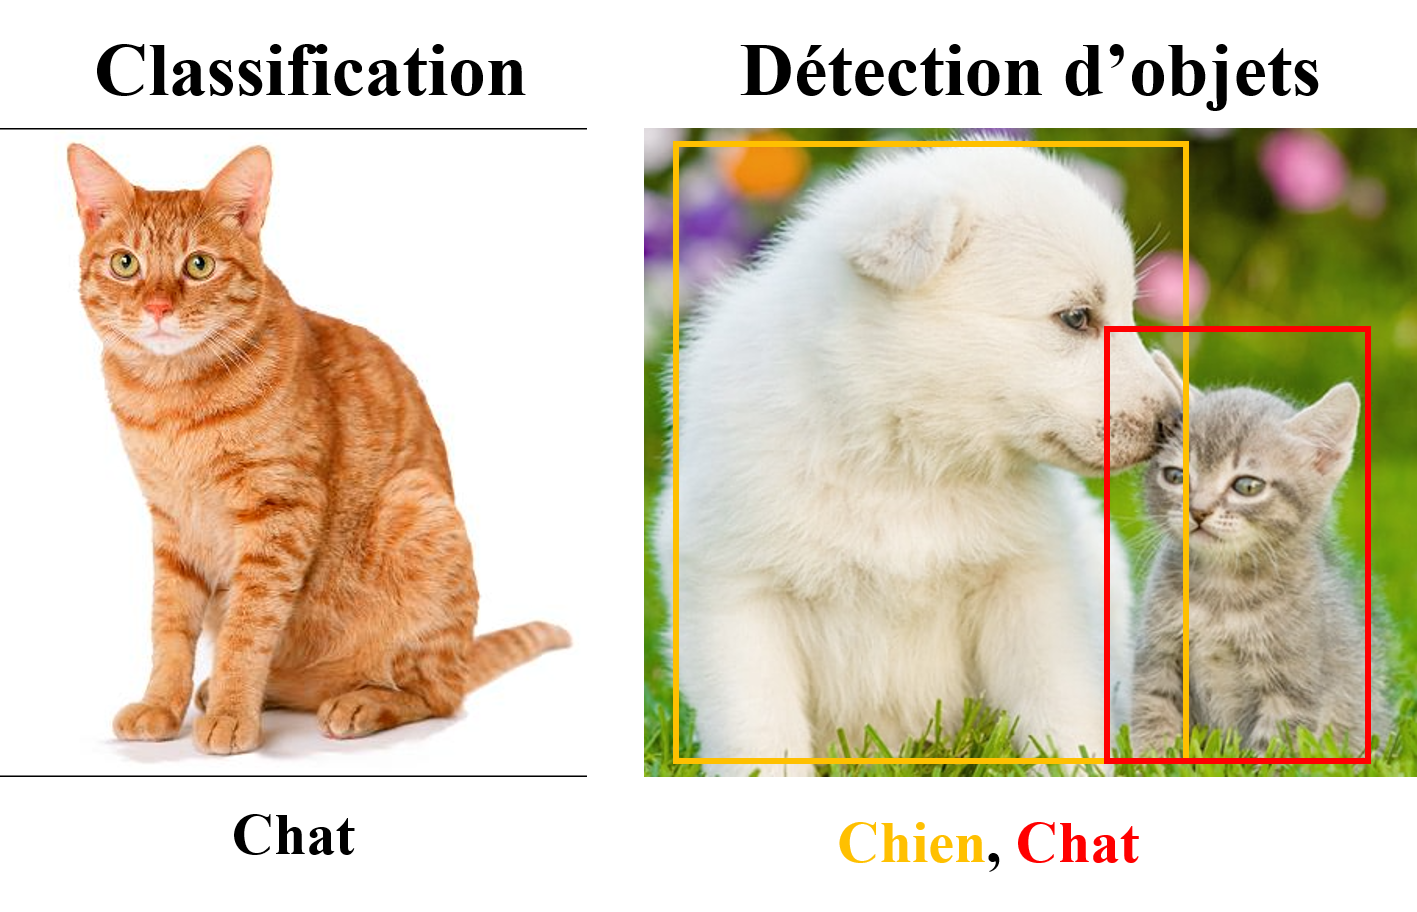 Classification
Détection d’objets
Chat
Chien, Chat